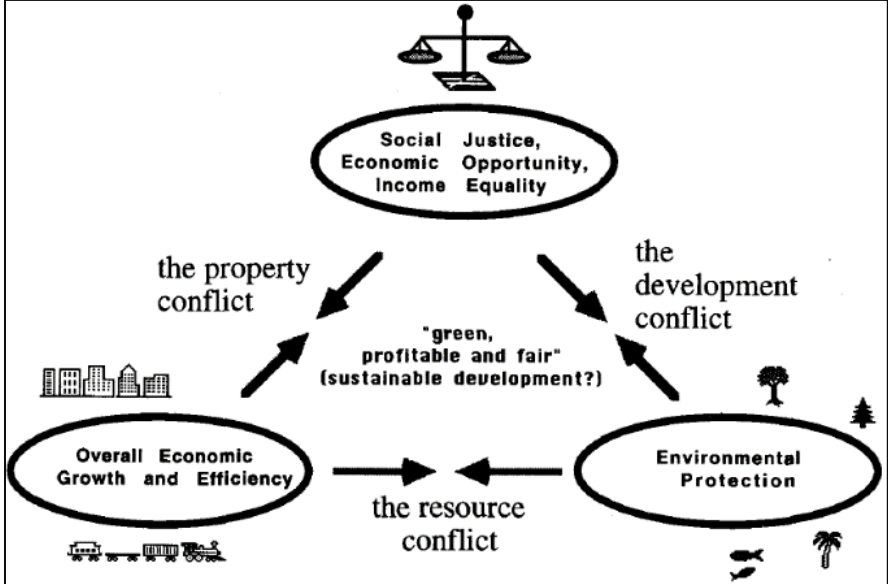 Social Justice,
Economic Opportunity,
Income Equality
the property
conflict
the
development
conflict
"green,
profitable and fair"
(sustainable development?)
Overall Economic
Growth and Efficiency
Environmental
Protection
the resource
conflict